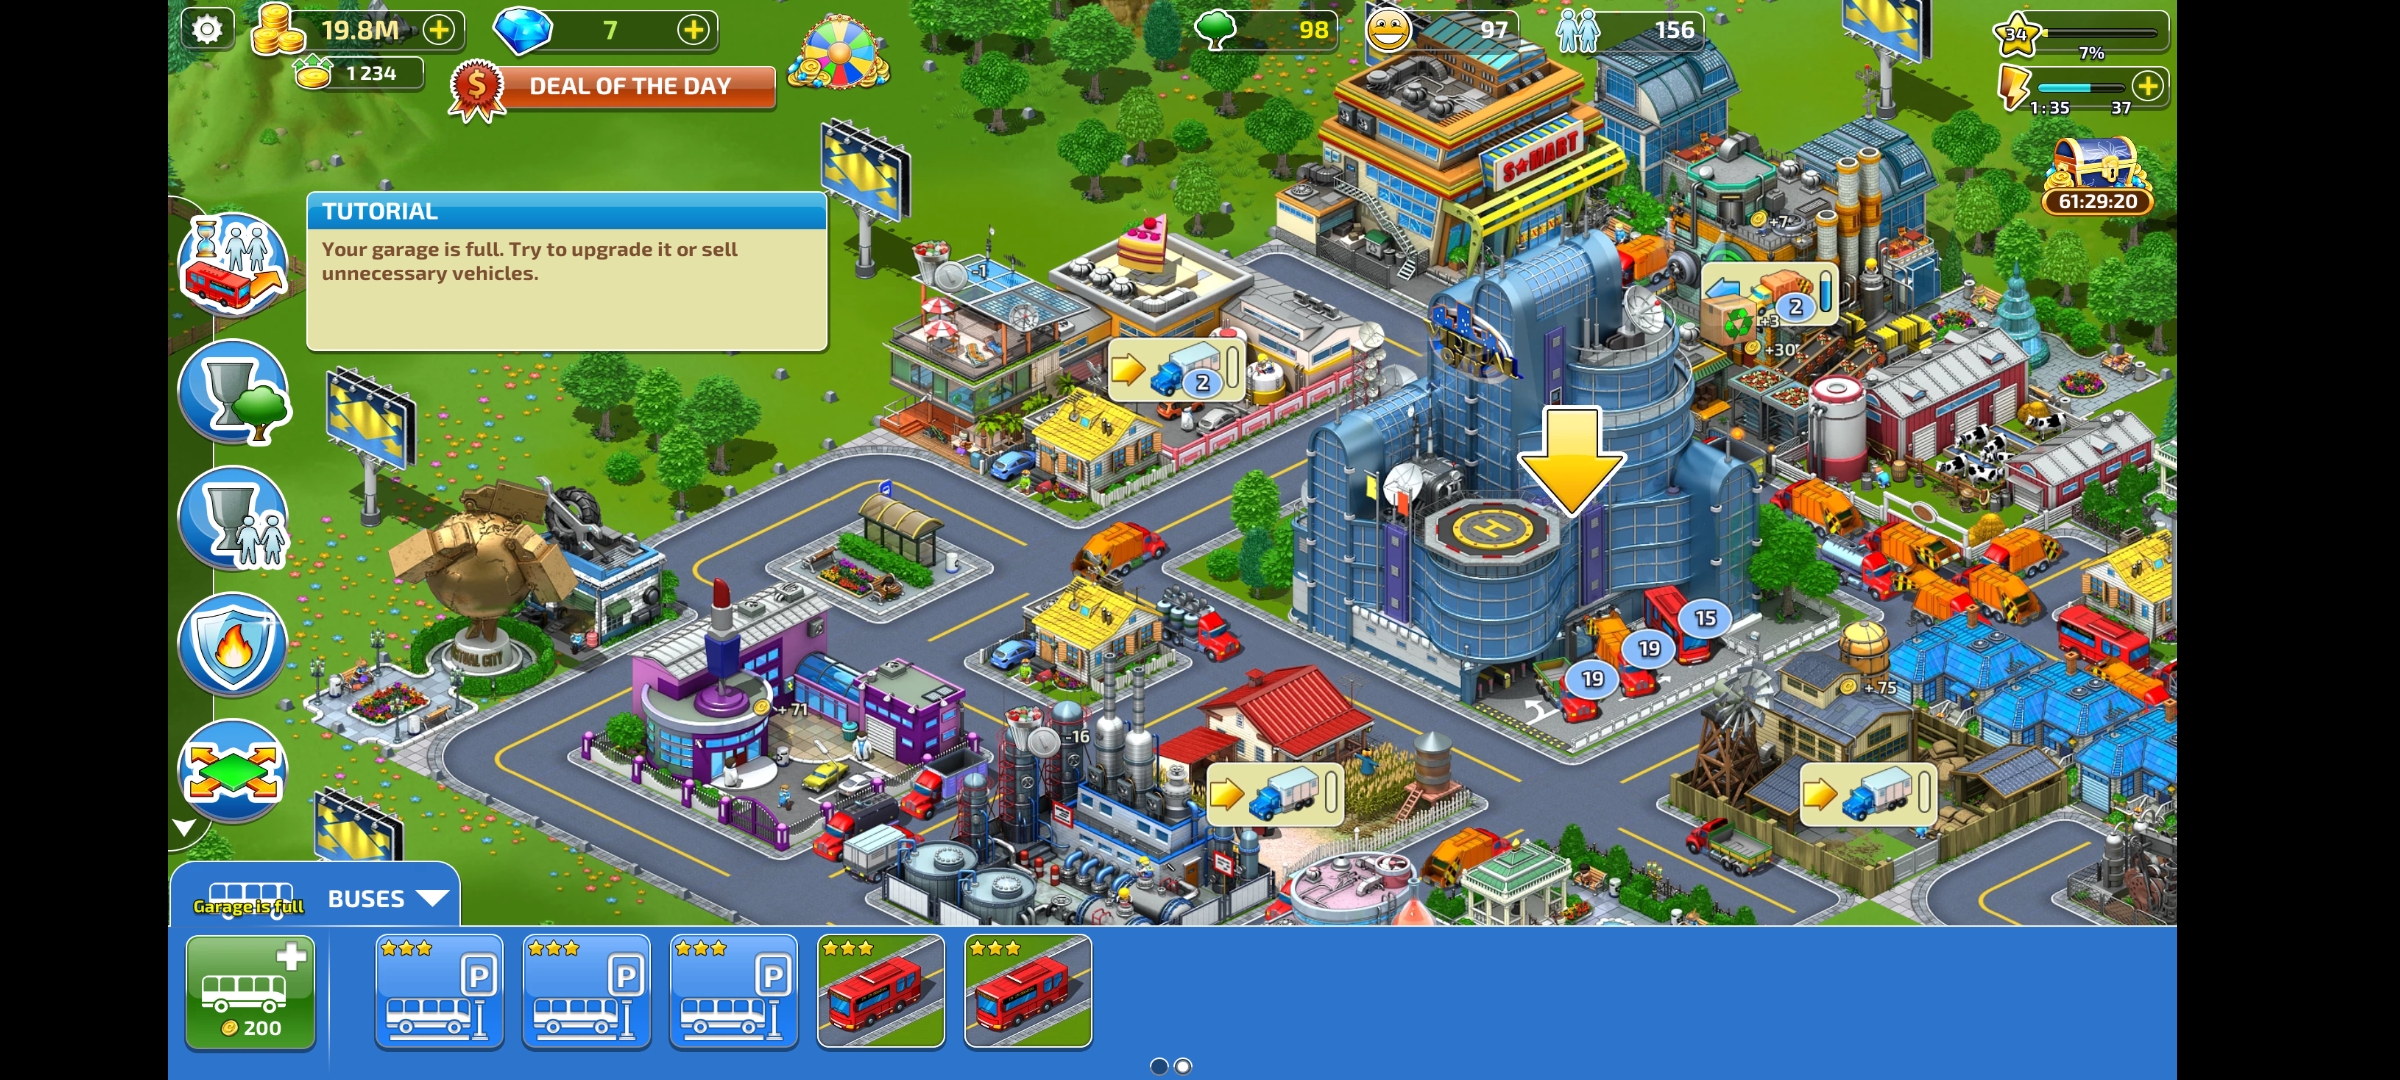 19.8M
7
98
97
156
34
7%
1 234
DEAL OF THE DAY
1:35
37
61:29:20
TUTORIAL
Your garage is full. Try to upgrade it or sell
unnecessary vehicles.
S★MART
+7
-1
2
+3
2
+30
15
19
19
+75
+71
-16
Garage is full
BUSES
200
P
P
P
H